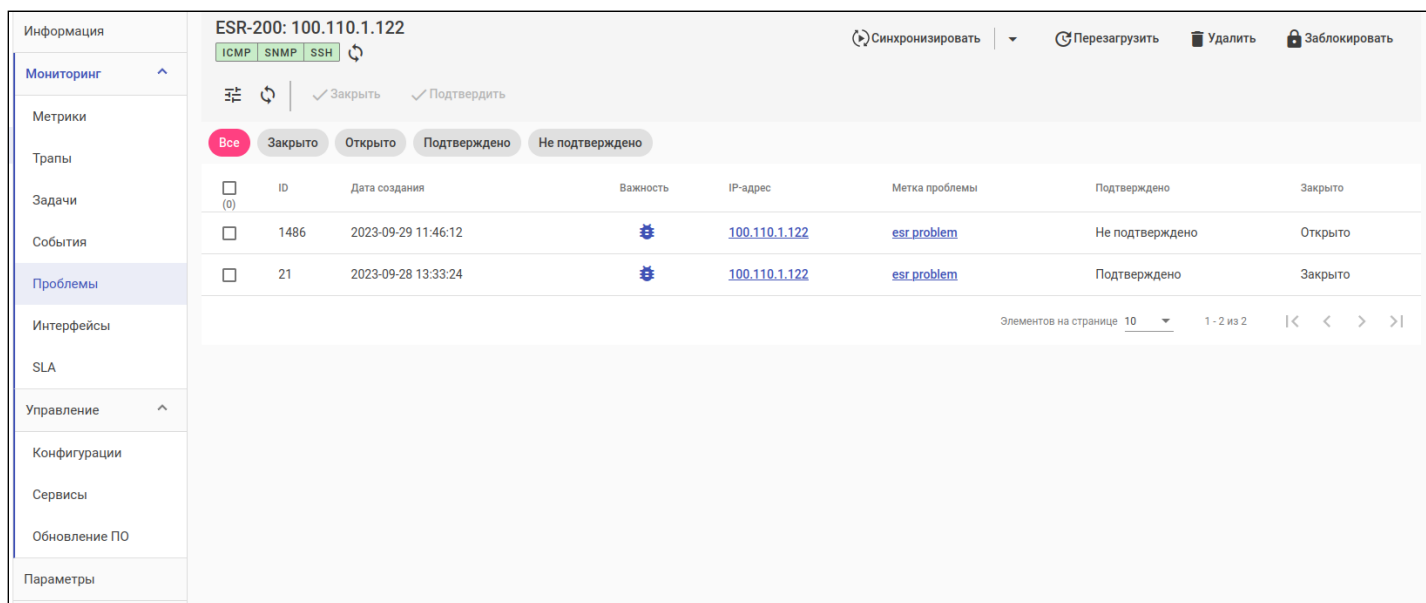 Информация
Мониторинг
Метрики
Трапы
Задачи
События
Проблемы
Интерфейсы
SLA
Управление
Конфигурации
Сервисы
Обновление ПО
Параметры
ESR-200: 100.110.1.122
ICMP SNMP SSH
Синхронизировать Перезагрузить Удалить Заблокировать
Закрыть Подтвердить
Все Закрыто Открыто Подтверждено Не подтверждено
(0) ID Дата создания Важность IP-адрес Метка проблемы Подтверждено Закрыто
1486 2023-09-29 11:46:12 100.110.1.122 esr problem Не подтверждено Открыто
21 2023-09-28 13:33:24 100.110.1.122 esr problem Подтверждено Закрыто
Элементов на странице 10 1 - 2 из 2